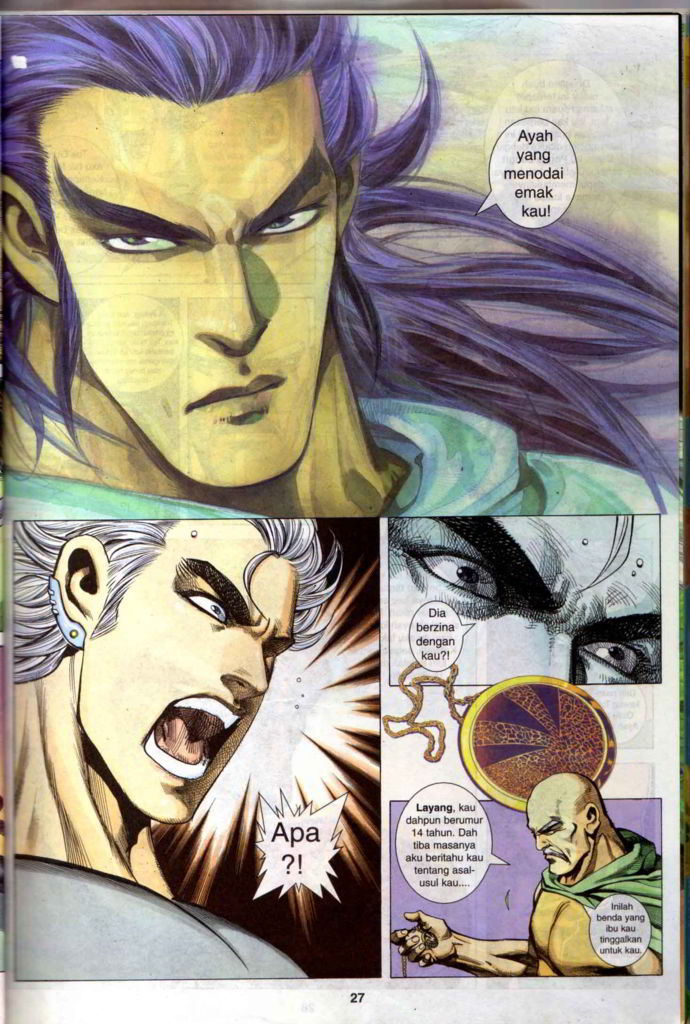 Ayah
yang
menodai
emak
kau!
Apa
?!
Dia
berzina
dengan
kau?!
Layang, kau
dahpun berumur
14 tahun. Dah
tiba masanya
aku beritahu kau
tentang asal-
usul kau....
Inilah
benda yang
ibu kau
tinggalkan
untuk kau.
27